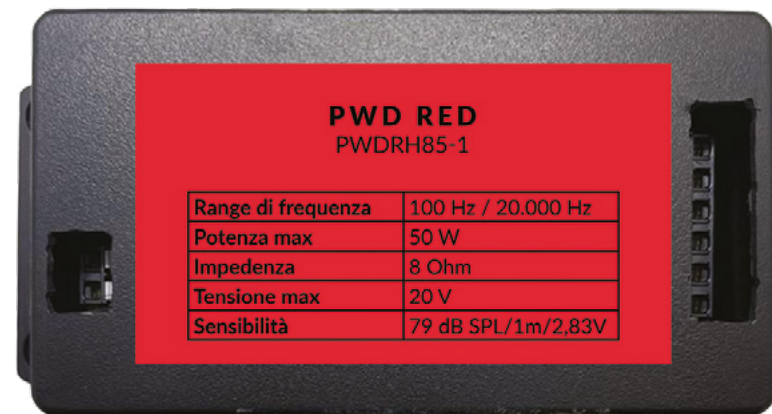 PWD RED
PWDRH85-1
Range di frequenza 100 Hz / 20.000 Hz
Potenza max 50 W
Impedenza 8 Ohm
Tensione max 20 V
Sensibilità 79 dB SPL/1m/2,83V